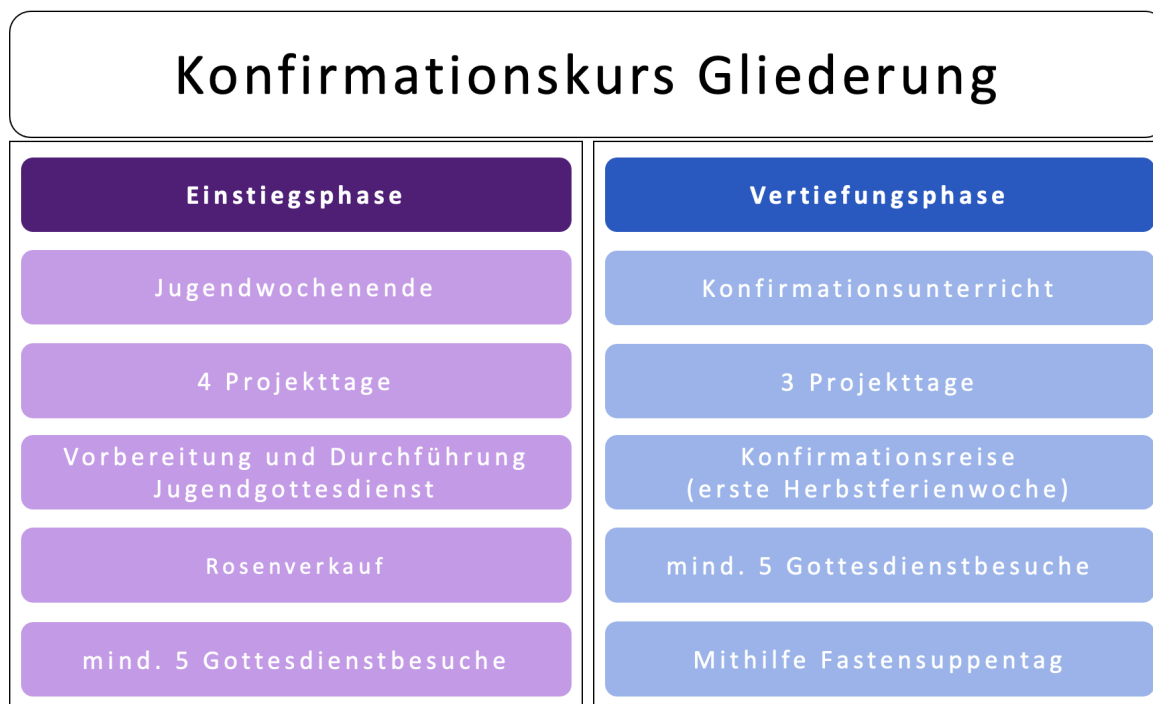 Konfirmationskurs Gliederung
Einstiegsphase
Jugendwochenende
4 Projekttage
Vorbereitung und Durchführung
Jugendgottesdienst
Rosenverkauf
mind. 5 Gottesdienstbesuche
Vertiefungsphase
Konfirmationsunterricht
3 Projekttage
Konfirmationsreise
(erste Herbstferienwoche)
mind. 5 Gottesdienstbesuche
Mithilfe Fastensuppentag